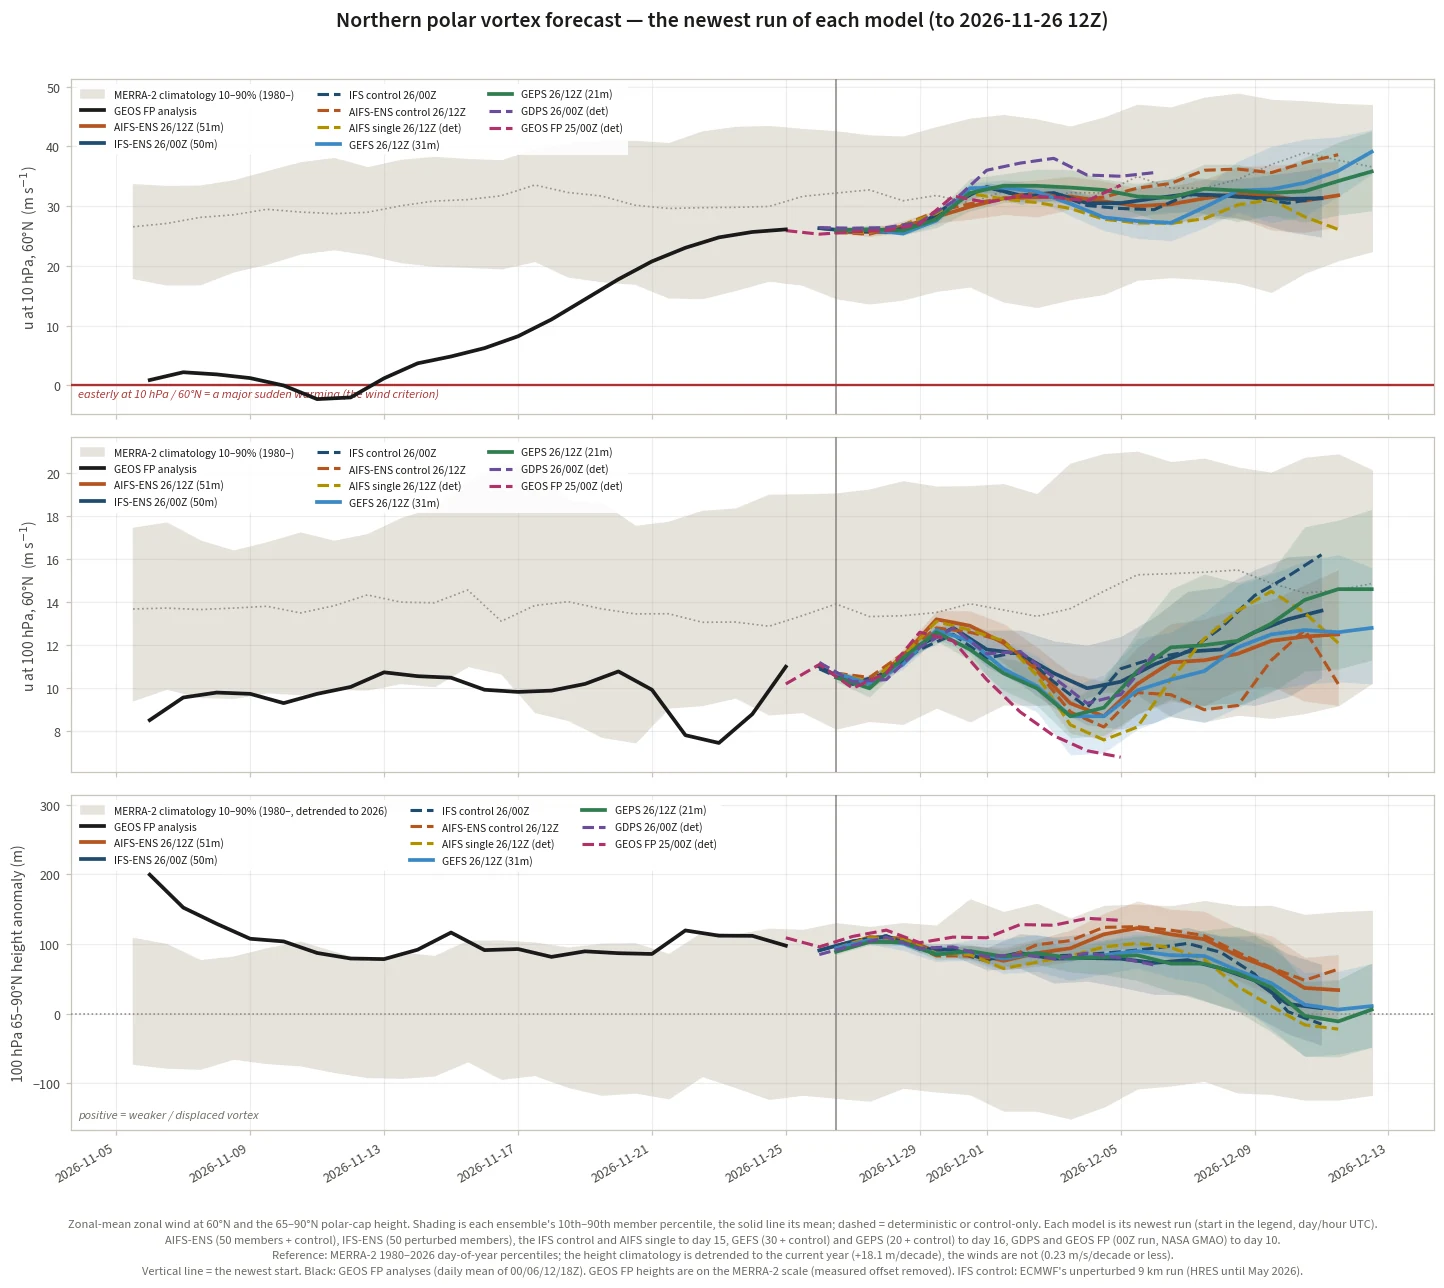 Northern polar vortex forecast — the newest run of each model (to 2026-11-26 12Z)
MERRA-2 climatology 10–90% (1980–)
GEOS FP analysis
AIFS-ENS 26/12Z (51m)
IFS-ENS 26/00Z (50m)
IFS control 26/00Z
AIFS-ENS control 26/12Z
AIFS single 26/12Z (det)
GEFS 26/12Z (31m)
GEPS 26/12Z (21m)
GDPS 26/00Z (det)
GEOS FP 25/00Z (det)
50
40
30
20
10
0
u at 10 hPa, 60°N (m s⁻¹)
easterly at 10 hPa / 60°N = a major sudden warming (the wind criterion)
MERRA-2 climatology 10–90% (1980–)
GEOS FP analysis
AIFS-ENS 26/12Z (51m)
IFS-ENS 26/00Z (50m)
IFS control 26/00Z
AIFS-ENS control 26/12Z
AIFS single 26/12Z (det)
GEFS 26/12Z (31m)
GEPS 26/12Z (21m)
GDPS 26/00Z (det)
GEOS FP 25/00Z (det)
20
18
16
14
12
10
8
u at 100 hPa, 60°N (m s⁻¹)
MERRA-2 climatology 10–90% (1980–, detrended to 2026)
GEOS FP analysis
AIFS-ENS 26/12Z (51m)
IFS-ENS 26/00Z (50m)
IFS control 26/00Z
AIFS-ENS control 26/12Z
AIFS single 26/12Z (det)
GEFS 26/12Z (31m)
GEPS 26/12Z (21m)
GDPS 26/00Z (det)
GEOS FP 25/00Z (det)
300
200
100
0
−100
100 hPa 65–90°N height anomaly (m)
positive = weaker / displaced vortex
2026-11-05
2026-11-09
2026-11-13
2026-11-17
2026-11-21
2026-11-25
2026-11-29
2026-12-01
2026-12-05
2026-12-09
2026-12-13
Zonal-mean zonal wind at 60°N and the 65–90°N polar-cap height. Shading is each ensemble's 10th–90th member percentile, the solid line its mean; dashed = deterministic or control-only. Each model is its newest run (start in the legend, day/hour UTC).
AIFS-ENS (50 members + control), IFS-ENS (50 perturbed members), the IFS control and AIFS single to day 15, GEFS (30 + control) and GEPS (20 + control) to day 16, GDPS and GEOS FP (00Z run, NASA GMAO) to day 10.
Reference: MERRA-2 1980–2026 day-of-year percentiles; the height climatology is detrended to the current year (+18.1 m/decade), the winds are not (0.23 m/s/decade or less).
Vertical line = the newest start. Black: GEOS FP analyses (daily mean of 00/06/12/18Z). GEOS FP heights are on the MERRA-2 scale (measured offset removed). IFS control: ECMWF's unperturbed 9 km run (HRES until May 2026).